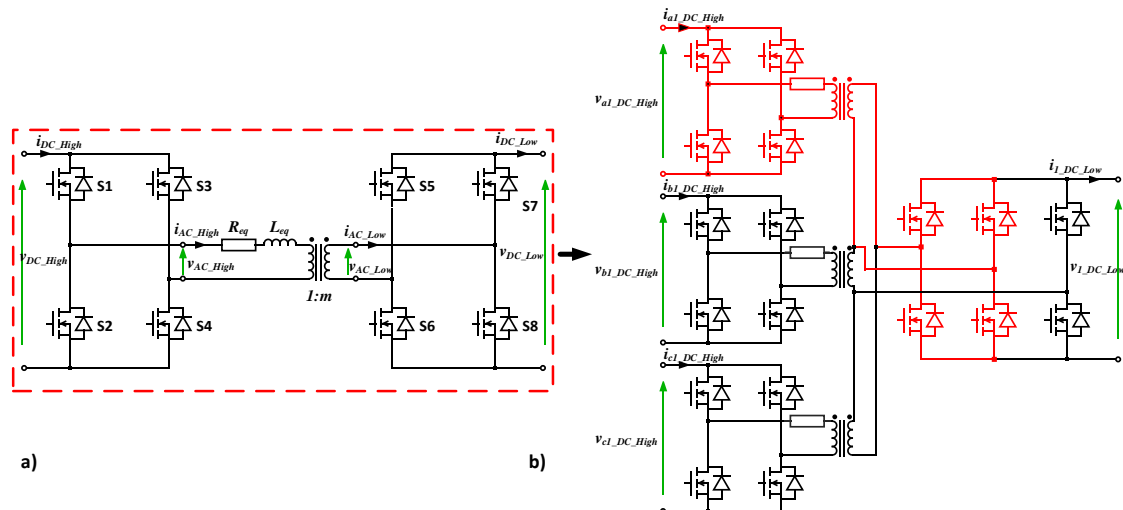 i_DC_High
i_DC_Low
S1
S3
S5
S7
i_AC_High
R_eq
L_eq
i_AC_Low
v_DC_High
v_AC_High
v_AC_Low
v_DC_Low
1:m
S2
S4
S6
S8
a)
i_a1_DC_High
v_a1_DC_High
i_b1_DC_High
v_b1_DC_High
i_1_DC_Low
v_1_DC_Low
i_c1_DC_High
v_c1_DC_High
b)